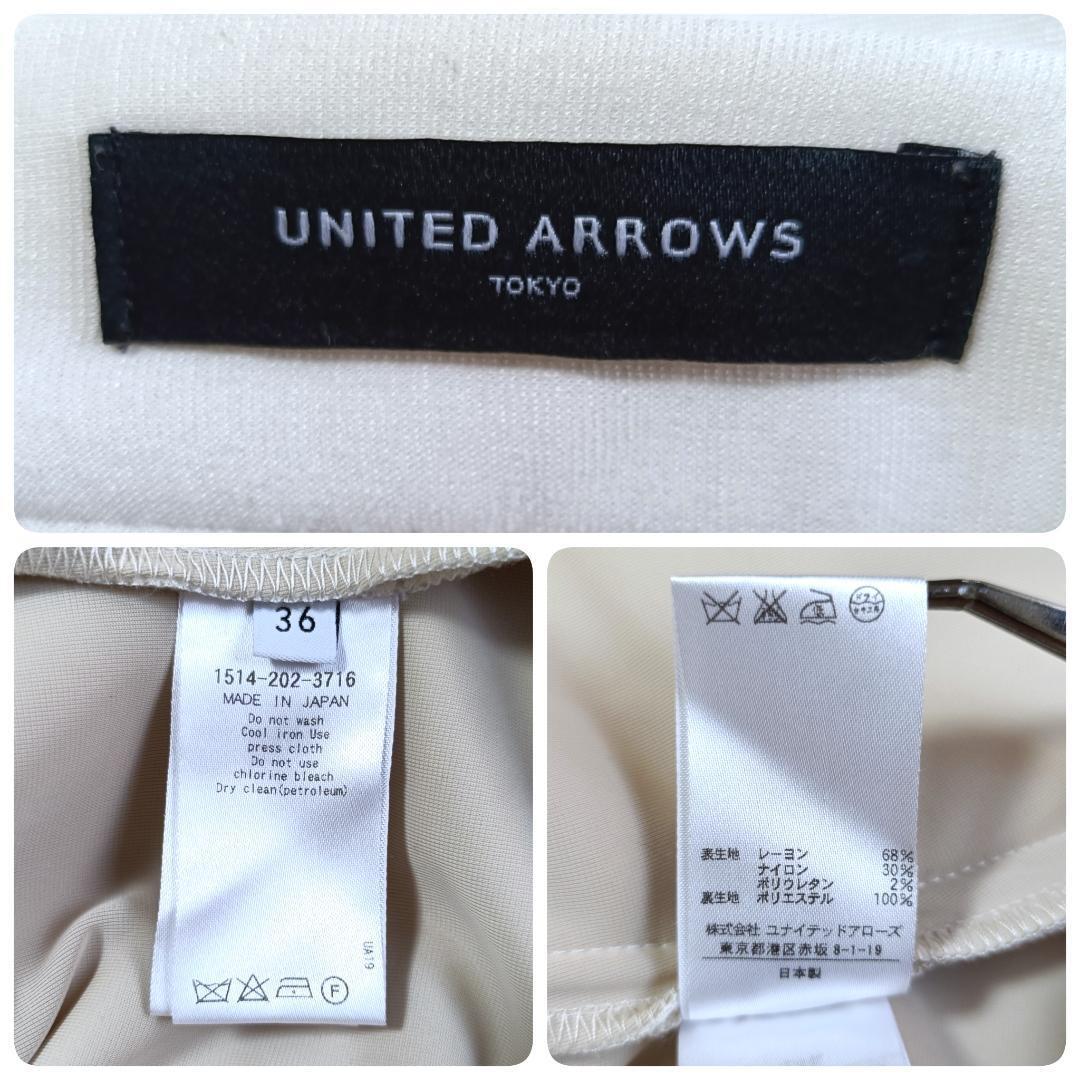 UNITED ARROWS
TOKYO
36
1514-202-3716
MADE IN JAPAN
Do not wash
Cool iron Use
press cloth
Do not use
chlorine bleach
Dry clean(petroleum)
UA19
F
低
ドライ
セキユ系
表生地 レーヨン 68%
ナイロン 30%
ポリウレタン 2%
裏生地 ポリエステル 100%
株式会社 ユナイテッドアローズ
東京都港区赤坂 8-1-19
日本製